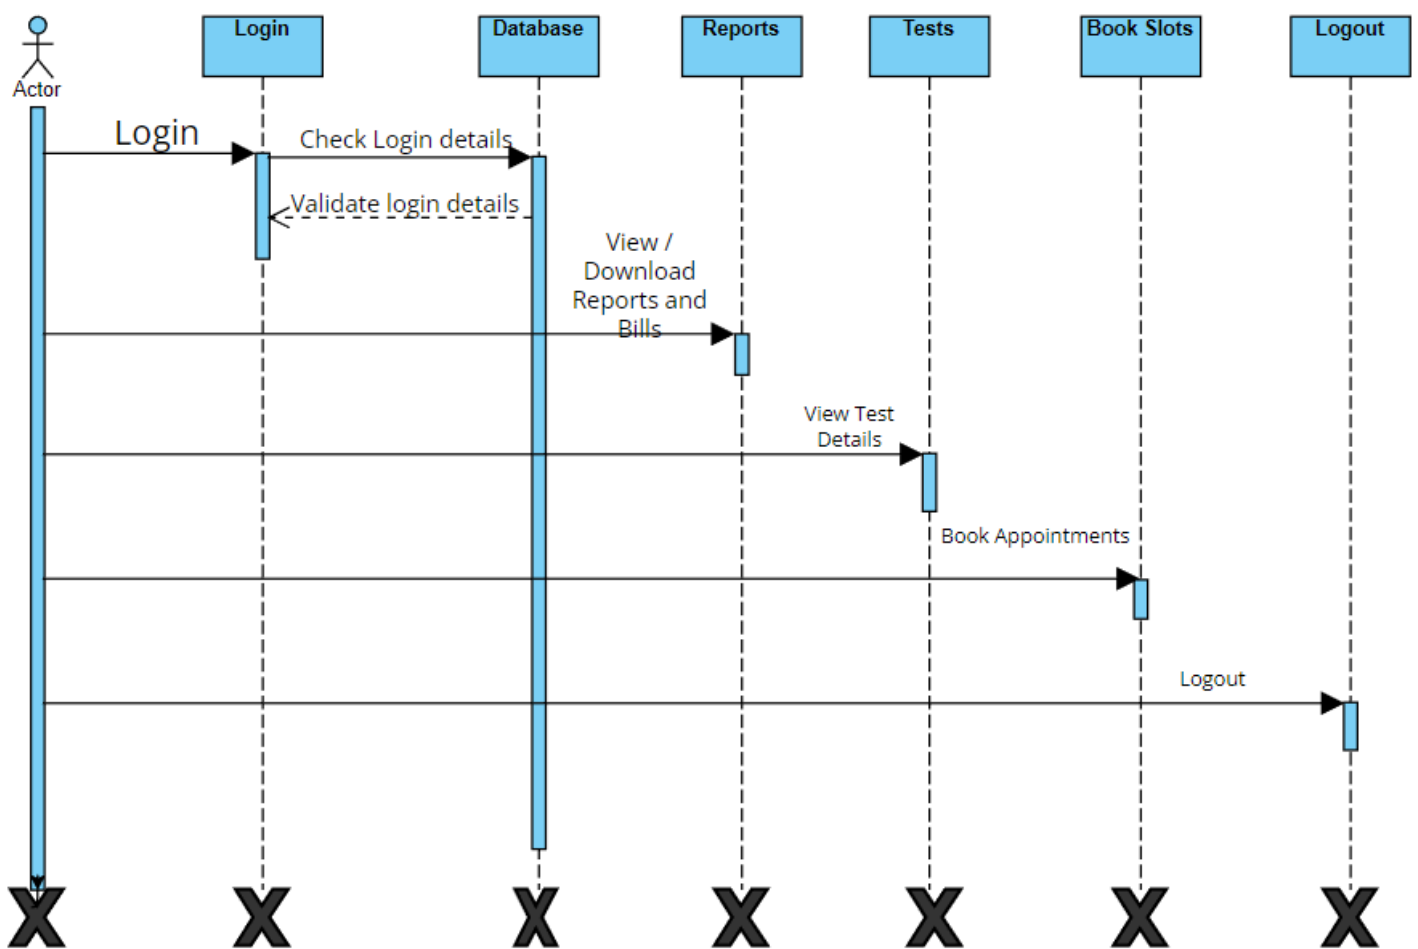 Actor
Login
Database
Reports
Tests
Book Slots
Logout
Login
Check Login details
Validate login details
View /
Download
Reports and
Bills
View Test
Details
Book Appointments
Logout